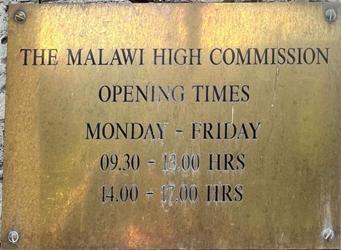 THE MALAWI HIGH COMMISSION
OPENING TIMES
MONDAY - FRIDAY
09.30 - 13.00 HRS
14.00 - 17.00 HRS